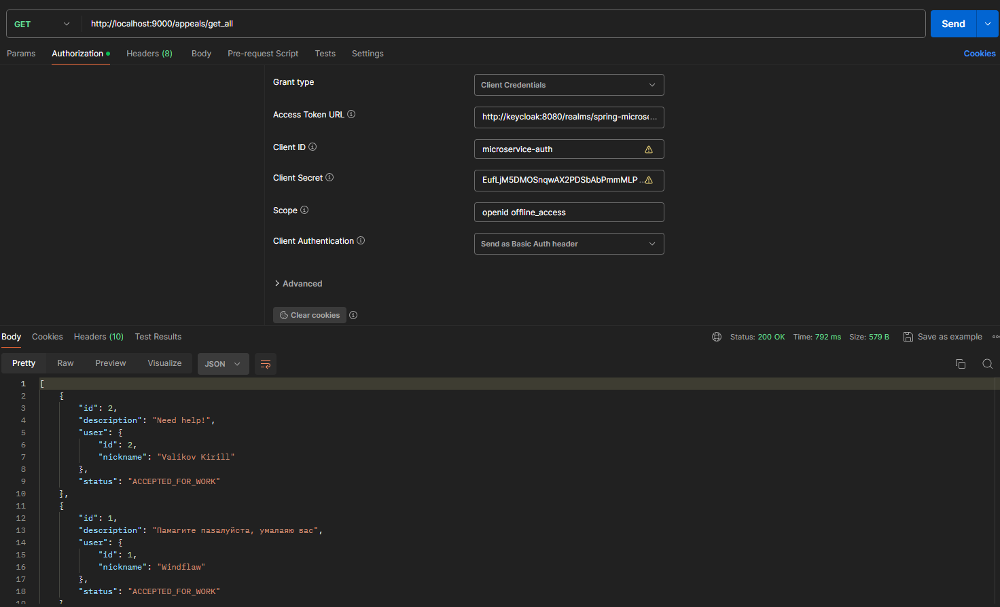 GET http://localhost:9000/appeals/get_all Send
Params Authorization Headers (8) Body Pre-request Script Tests Settings Cookies
Grant type Client Credentials
Access Token URL http://keycloak:8080/realms/spring-microse...
Client ID microservice-auth
Client Secret EufLjM5DMOSnqwAX2PDSbAbPmmMLP...
Scope openid offline_access
Client Authentication Send as Basic Auth header
Advanced
Clear cookies
Body Cookies Headers (10) Test Results Status: 200 OK Time: 792 ms Size: 579 B Save as example
Pretty Raw Preview Visualize JSON
1 [
2 {
3 "id": 2,
4 "description": "Need help!",
5 "user": {
6 "id": 2,
7 "nickname": "Valikov Kirill"
8 },
9 "status": "ACCEPTED_FOR_WORK"
10 },
11 {
12 "id": 1,
13 "description": "Памагите пазалуйста, умалаяю вас",
14 "user": {
15 "id": 1,
16 "nickname": "Windflaw"
17 },
18 "status": "ACCEPTED_FOR_WORK"